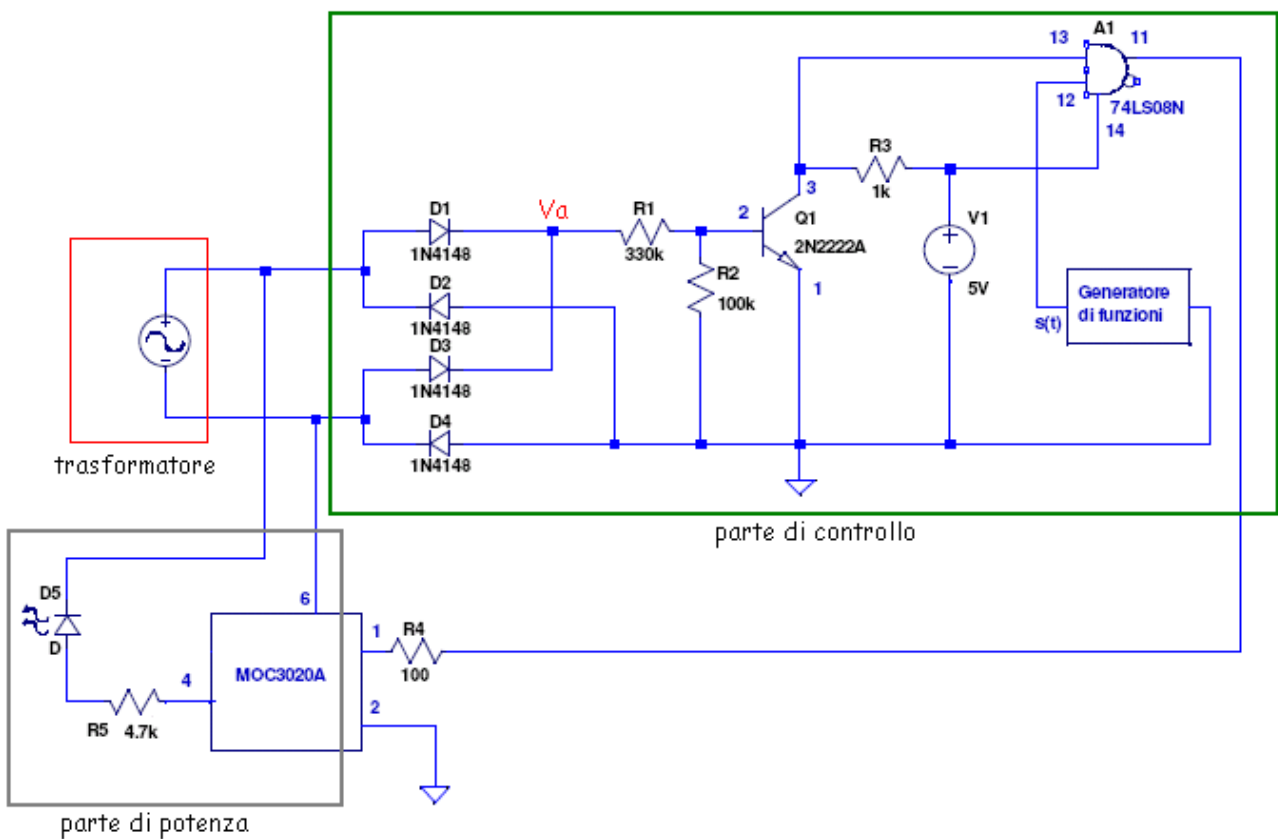 A1
13
11
12
74LS08N
14
R3
1k
3
D1
Va
R1
2
Q1
V1
1N4148
330k
2N2222A
R2
D2
100k
1
5V
Generatore
di funzioni
1N4148
s(t)
D3
1N4148
D4
1N4148
trasformatore
parte di controllo
D5
6
D
1
R4
MOC3020A
100
4
2
R5
4.7k
parte di potenza